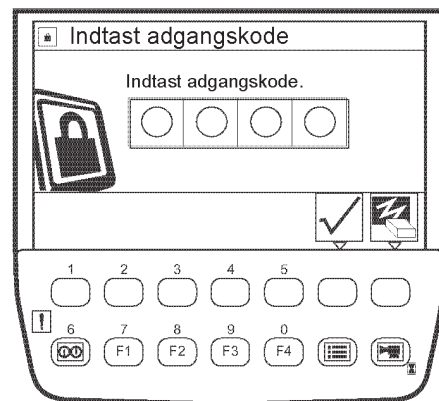 Indtast adgangskode
Indtast adgangskode.
1 2 3 4 5
6 7 8 9 0
F1 F2 F3 F4